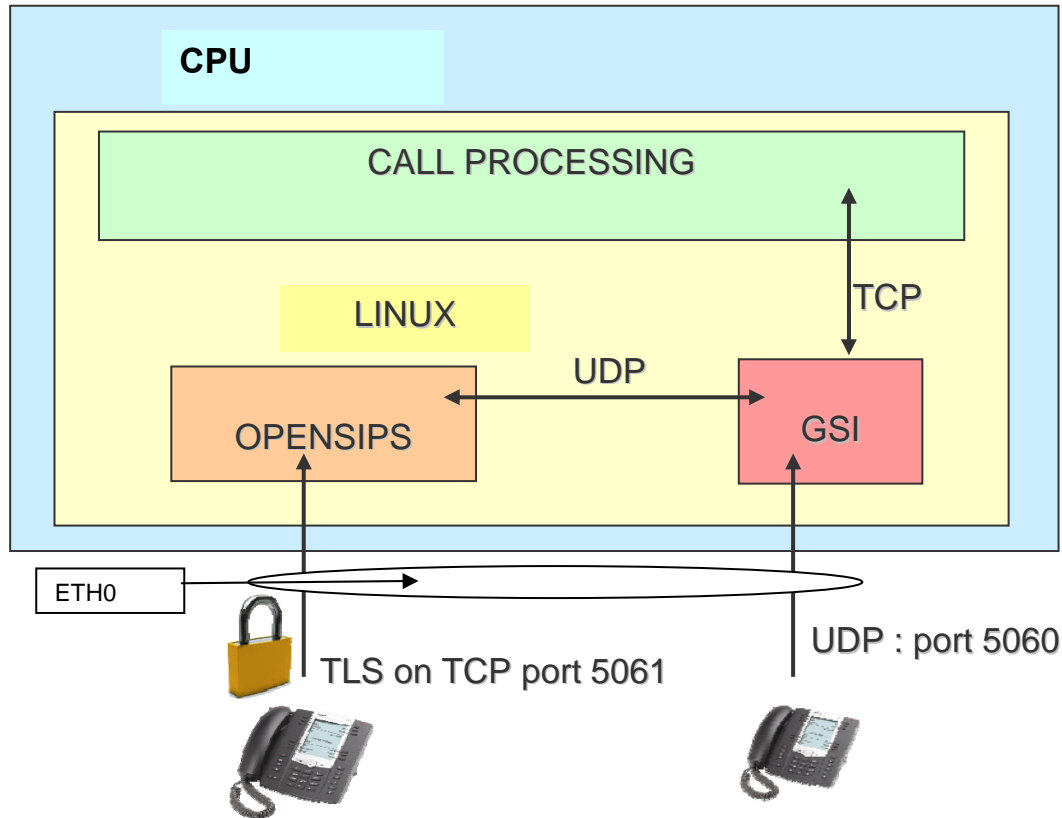 CPU
CALL PROCESSING
TCP
LINUX
UDP
OPENSIPS
GSI
ETH0
UDP : port 5060
TLS on TCP port 5061